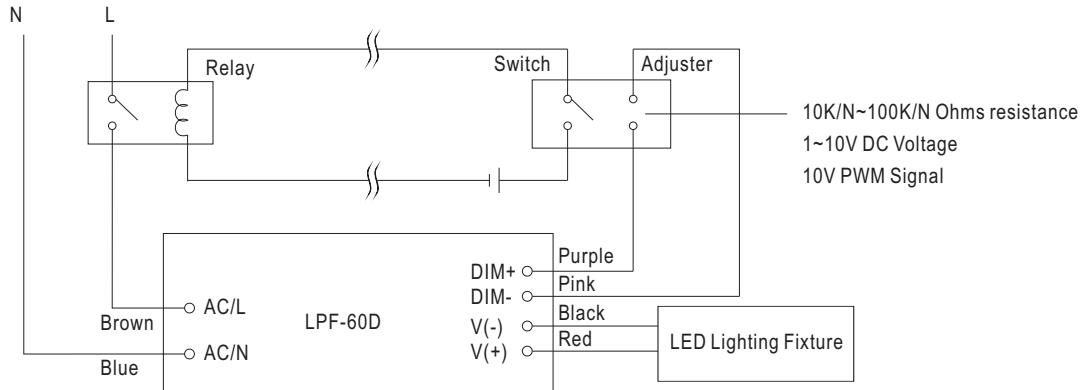 N
L
Relay
Switch
Adjuster
10K/N~100K/N Ohms resistance
1~10V DC Voltage
10V PWM Signal
Purple
DIM+
Pink
DIM-
Black
V(-)
Red
V(+)
AC/L
Brown
LPF-60D
AC/N
Blue
LED Lighting Fixture